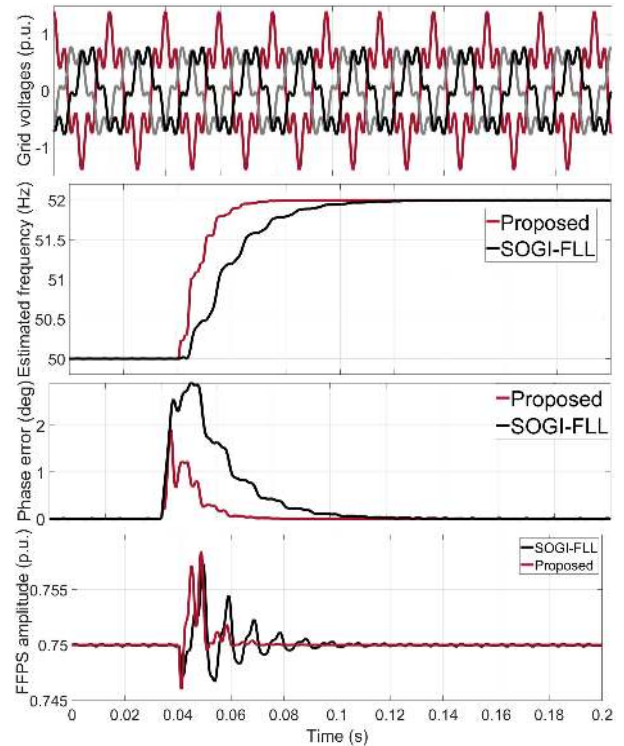 Grid voltages (p.u.)
1
0
-1
Estimated frequency (Hz)
52
51.5
51
50.5
50
Proposed
SOGI-FLL
Phase error (deg)
2
1
0
Proposed
SOGI-FLL
FFPS amplitude (p.u.)
0.755
0.75
0.745
SOGI-FLL
Proposed
0 0.02 0.04 0.06 0.08 0.1 0.12 0.14 0.16 0.18 0.2
Time (s)